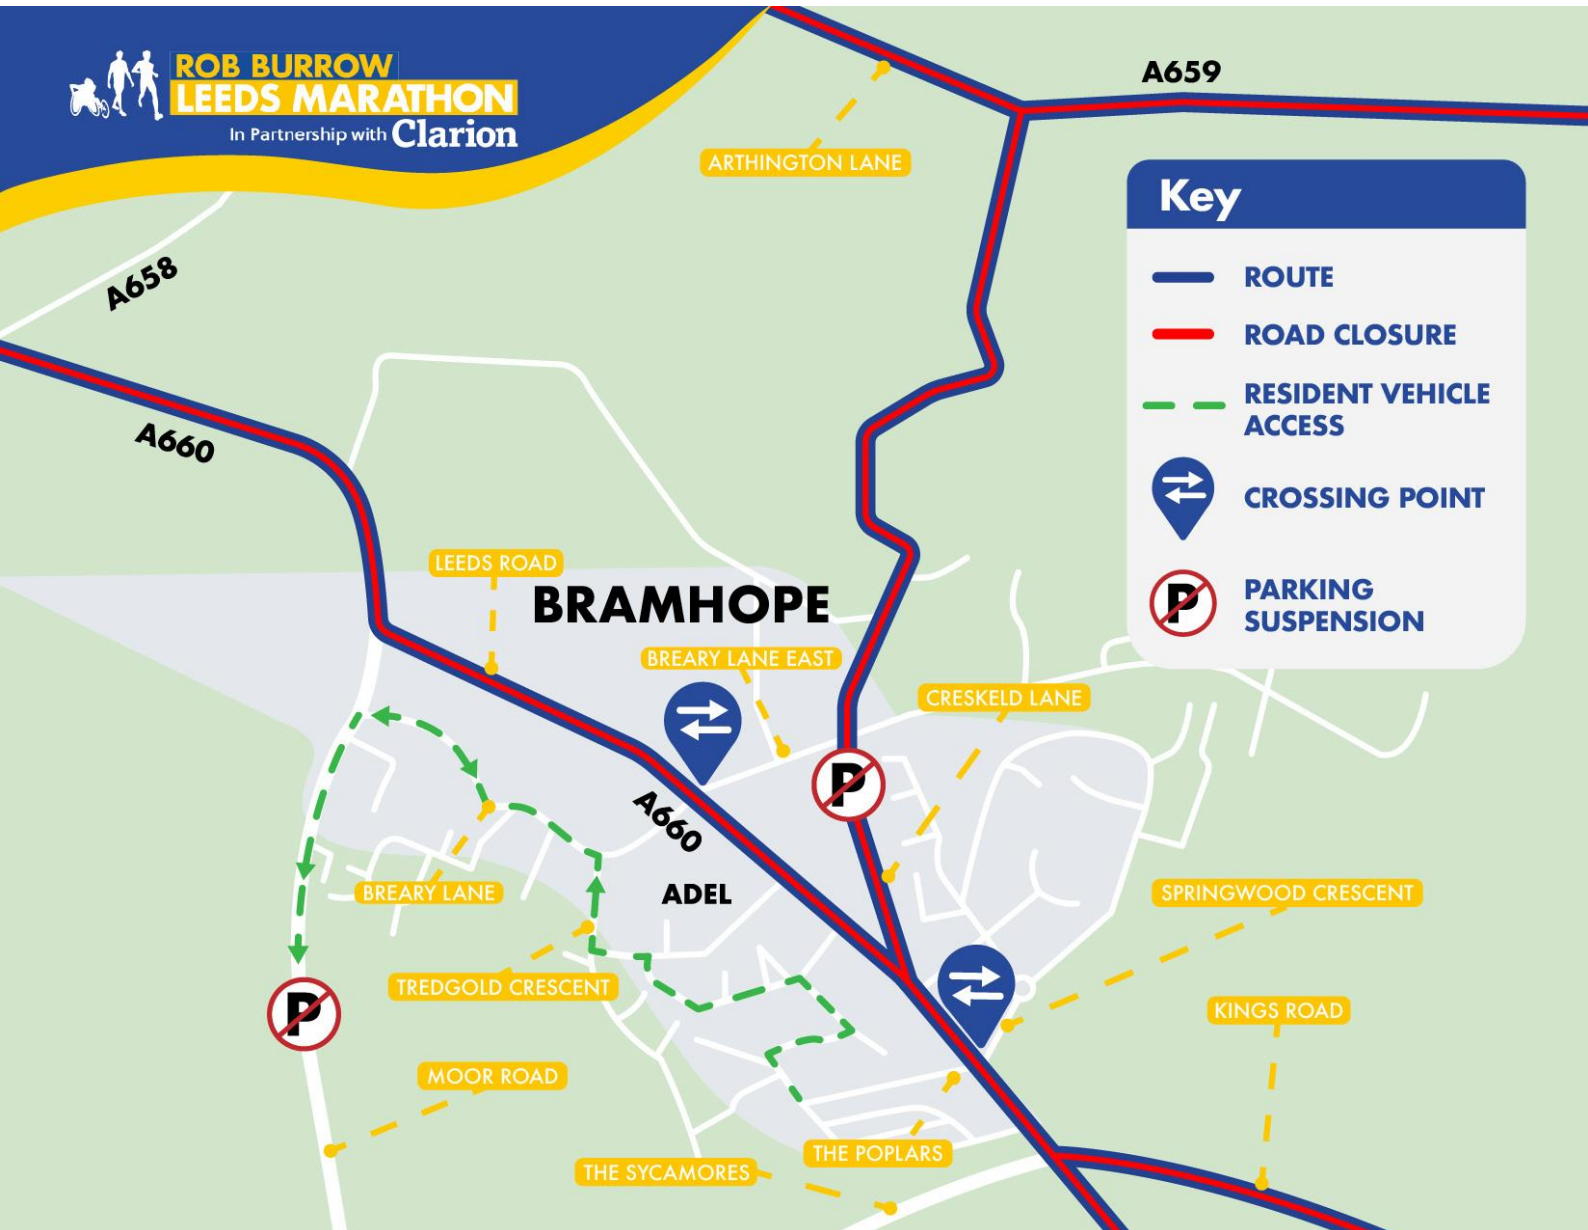 ROB BURROW
LEEDS MARATHON
In Partnership with Clarion
A659
ARTHINGTON LANE
Key
ROUTE
ROAD CLOSURE
RESIDENT VEHICLE
ACCESS
CROSSING POINT
P
PARKING
SUSPENSION
A658
A660
LEEDS ROAD
BRAMHOPE
BREARY LANE EAST
CRESKELD LANE
P
A660
ADEL
BREARY LANE
SPRINGWOOD CRESCENT
TREDGOLD CRESCENT
P
KINGS ROAD
MOOR ROAD
THE POPLARS
THE SYCAMORES